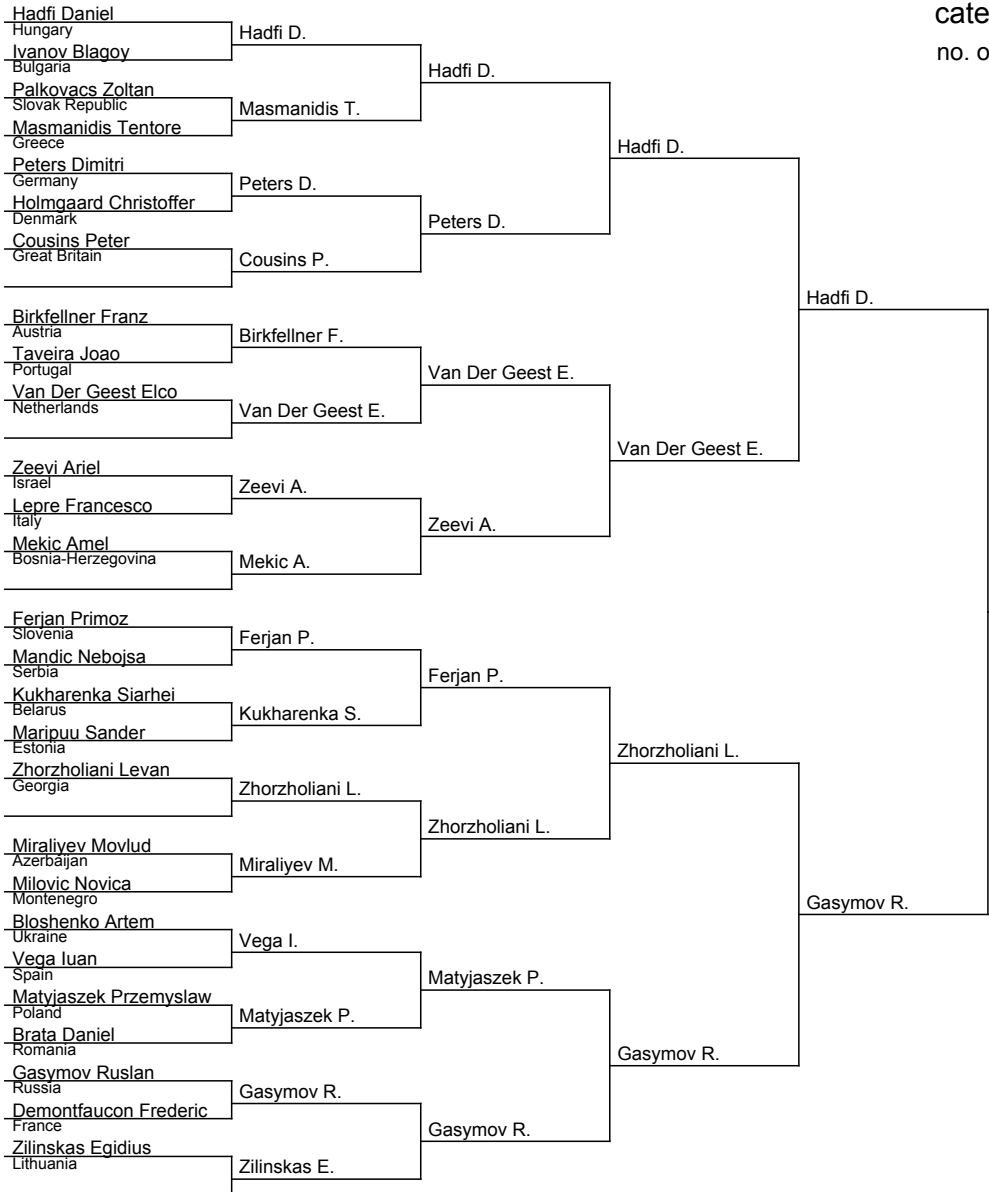 Hadfi Daniel
Hungary
Ivanov Blagoy
Bulgaria
Palkovacs Zoltan
Slovak Republic
Masmanidis Tentore
Greece
Peters Dimitri
Germany
Holmgaard Christoffer
Denmark
Cousins Peter
Great Britain
Birkfellner Franz
Austria
Taveira Joao
Portugal
Van Der Geest Elco
Netherlands
Zeevi Ariel
Israel
Lepre Francesco
Italy
Mekic Amel
Bosnia-Herzegovina
Ferjan Primoz
Slovenia
Mandic Nebojsa
Serbia
Kukharenka Siarhei
Belarus
Maripuu Sander
Estonia
Zhorzholiani Levan
Georgia
Miraliyev Movlud
Azerbaijan
Milovic Novica
Montenegro
Bloshenko Artem
Ukraine
Vega Iuan
Spain
Matyjaszek Przemyslaw
Poland
Brata Daniel
Romania
Gasymov Ruslan
Russia
Demontfaucon Frederic
France
Zilinskas Egidius
Lithuania
Hadfi D.
Masmanidis T.
Peters D.
Cousins P.
Birkfellner F.
Van Der Geest E.
Zeevi A.
Mekic A.
Ferjan P.
Kukharenka S.
Zhorzholiani L.
Miraliyev M.
Vega I.
Matyjaszek P.
Gasymov R.
Zilinskas E.
Hadfi D.
Peters D.
Van Der Geest E.
Zeevi A.
Ferjan P.
Zhorzholiani L.
Matyjaszek P.
Gasymov R.
Hadfi D.
Van Der Geest E.
Zhorzholiani L.
Gasymov R.
Hadfi D.
Gasymov R.
cate
no. o